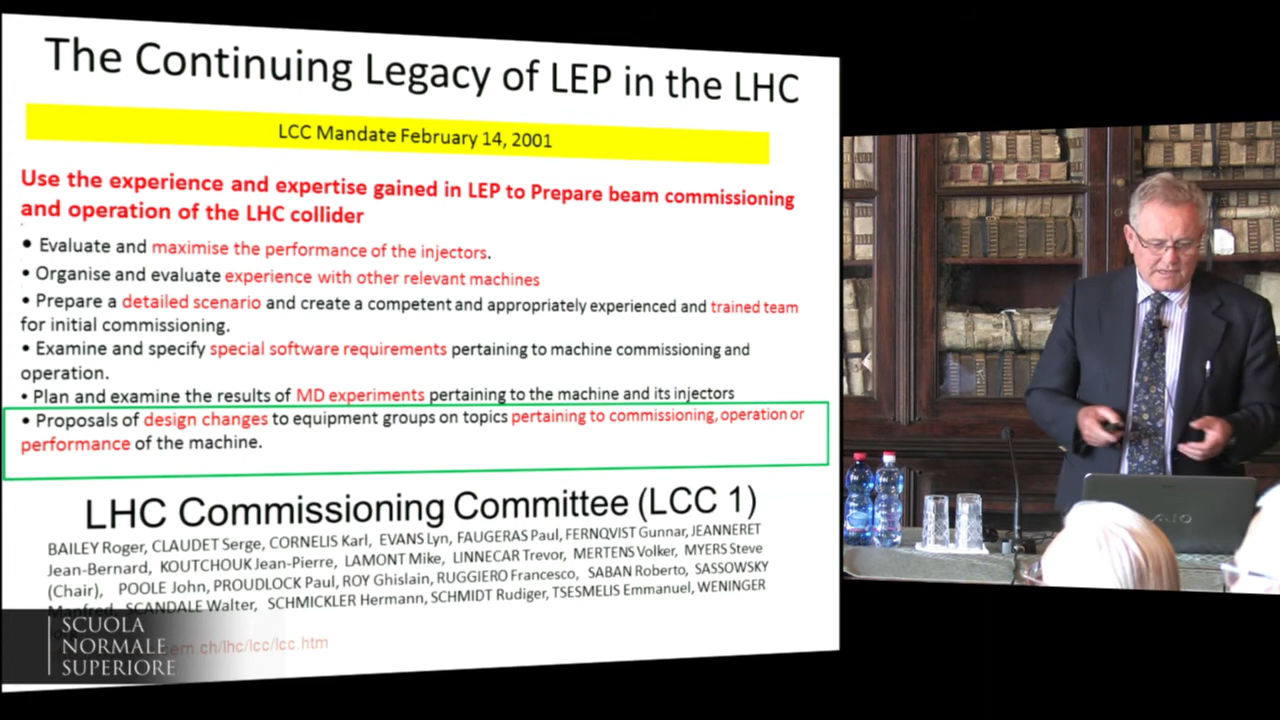 The Continuing Legacy of LEP in the LHC
LCC Mandate February 14, 2001
Use the experience and expertise gained in LEP to Prepare beam commissioning
and operation of the LHC collider
• Evaluate and maximise the performance of the injectors.
• Organise and evaluate experience with other relevant machines
• Prepare a detailed scenario and create a competent and appropriately experienced and trained team
for initial commissioning.
• Examine and specify special software requirements pertaining to machine commissioning and
operation.
• Plan and examine the results of MD experiments pertaining to the machine and its injectors
• Proposals of design changes to equipment groups on topics pertaining to commissioning, operation or
performance of the machine.
LHC Commissioning Committee (LCC 1)
BAILEY Roger, CLAUDET Serge, CORNELIS Karl, EVANS Lyn, FAUGERAS Paul, FERNQVIST Gunnar, JEANNERET
Jean-Bernard, KOUTCHOUK Jean-Pierre, LAMONT Mike, LINNECAR Trevor, MERTENS Volker, MYERS Steve
(Chair), POOLE John, PROUDLOCK Paul, ROY Ghislain, RUGGIERO Francesco, SABAN Roberto, SASSOWSKY
Manfred, SCANDALE Walter, SCHMICKLER Hermann, SCHMIDT Rudiger, TSESMELIS Emmanuel, WENINGER
cern.ch/lhc/lcc/lcc.htm
SCUOLA
NORMALE
SUPERIORE
VAIO